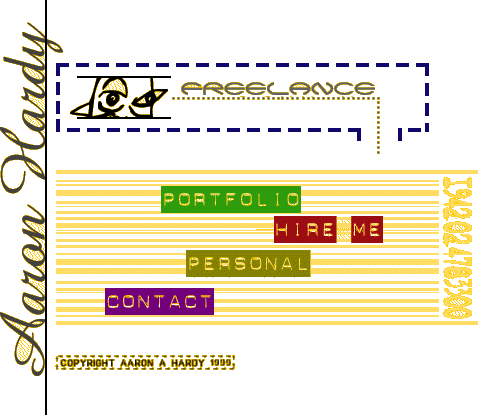 Aaron Hardy
FREELANCE
PORTFOLIO
HIRE ME
PERSONAL
CONTACT
COPYRIGHT AARON A HARDY 1999